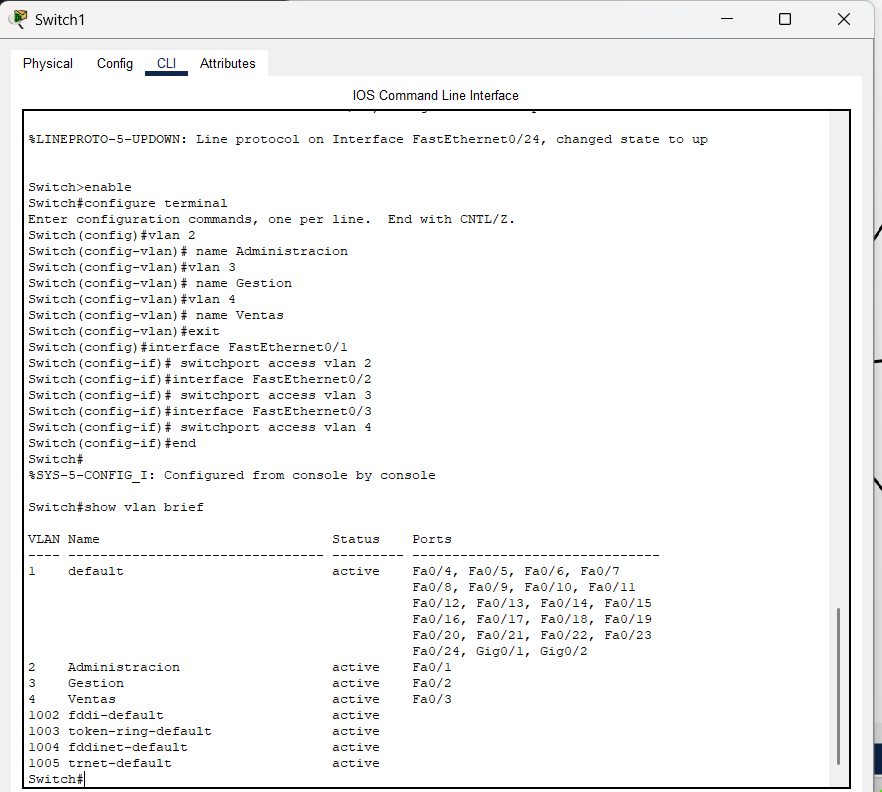 Switch1
Physical Config CLI Attributes
IOS Command Line Interface
%LINEPROTO-5-UPDOWN: Line protocol on Interface FastEthernet0/24, changed state to up
Switch>enable
Switch#configure terminal
Enter configuration commands, one per line.  End with CNTL/Z.
Switch(config)#vlan 2
Switch(config-vlan)# name Administracion
Switch(config-vlan)#vlan 3
Switch(config-vlan)# name Gestion
Switch(config-vlan)#vlan 4
Switch(config-vlan)# name Ventas
Switch(config-vlan)#exit
Switch(config)#interface FastEthernet0/1
Switch(config-if)# switchport access vlan 2
Switch(config-if)#interface FastEthernet0/2
Switch(config-if)# switchport access vlan 3
Switch(config-if)#interface FastEthernet0/3
Switch(config-if)# switchport access vlan 4
Switch(config-if)#end
Switch#
%SYS-5-CONFIG_I: Configured from console by console
Switch#show vlan brief
VLAN Name                             Status    Ports
---- -------------------------------- --------- -------------------------------
1    default                          active    Fa0/4, Fa0/5, Fa0/6, Fa0/7
                                                Fa0/8, Fa0/9, Fa0/10, Fa0/11
                                                Fa0/12, Fa0/13, Fa0/14, Fa0/15
                                                Fa0/16, Fa0/17, Fa0/18, Fa0/19
                                                Fa0/20, Fa0/21, Fa0/22, Fa0/23
                                                Fa0/24, Gig0/1, Gig0/2
2    Administracion                   active    Fa0/1
3    Gestion                          active    Fa0/2
4    Ventas                           active    Fa0/3
1002 fddi-default                     active
1003 token-ring-default               active
1004 fddinet-default                  active
1005 trnet-default                    active
Switch#